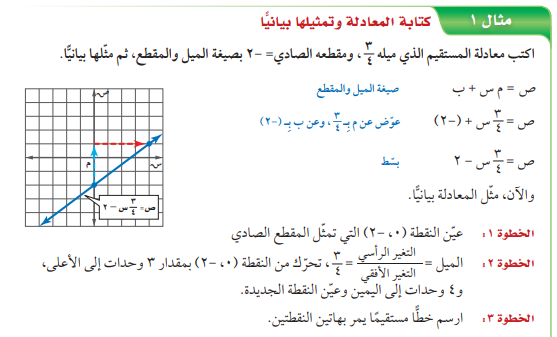 مثال ١ كتابة المعادلة وتمثيلها بيانيًّا
اكتب معادلة المستقيم الذي ميله ٣/٤، ومقطعه الصادي= -٢ بصيغة الميل والمقطع، ثم مثّلها بيانيًّا.
ص = م س + ب صيغة الميل والمقطع
ص = ٣/٤ س + (-٢) عوّض عن م بـ ٣/٤، وعن ب بـ (-٢)
ص = ٣/٤ س - ٢ بسّط
والآن، مثّل المعادلة بيانيًّا.
ص
س
م
ص= ٣/٤ س - ٢
الخطوة ١: عيّن النقطة (٠، -٢) التي تمثّل المقطع الصادي
الخطوة ٢: الميل = التغير الرأسي/التغير الأفقي = ٣/٤، تحرّك من النقطة (٠، -٢) بمقدار ٣ وحدات إلى الأعلى،
و٤ وحدات إلى اليمين وعيّن النقطة الجديدة.
الخطوة ٣: ارسم خطًّا مستقيمًا يمر بهاتين النقطتين.